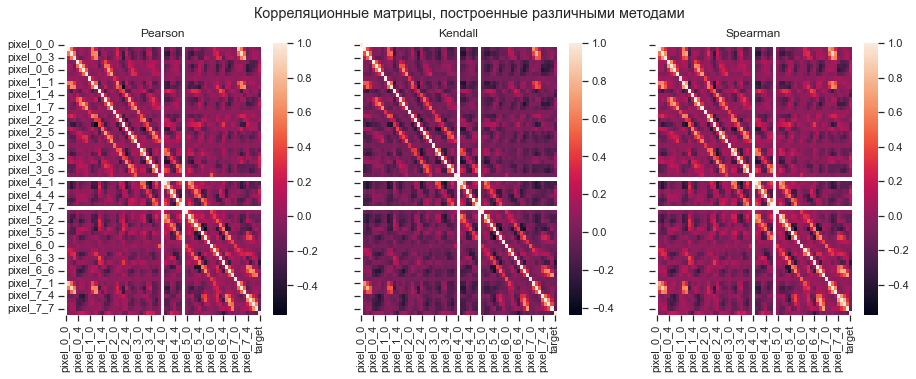 Корреляционные матрицы, построенные различными методами
Pearson
Kendall
Spearman
pixel_0_0
pixel_0_3
pixel_0_6
pixel_1_1
pixel_1_4
pixel_1_7
pixel_2_2
pixel_2_5
pixel_3_0
pixel_3_3
pixel_3_6
pixel_4_1
pixel_4_4
pixel_4_7
pixel_5_2
pixel_5_5
pixel_6_0
pixel_6_3
pixel_6_6
pixel_7_1
pixel_7_4
pixel_7_7
1.0
0.8
0.6
0.4
0.2
0.0
−0.2
−0.4
1.0
0.8
0.6
0.4
0.2
0.0
−0.2
−0.4
1.0
0.8
0.6
0.4
0.2
0.0
−0.2
−0.4
pixel_0_0
pixel_0_4
pixel_1_0
pixel_1_4
pixel_2_0
pixel_2_4
pixel_3_0
pixel_3_4
pixel_4_0
pixel_4_4
pixel_5_0
pixel_5_4
pixel_6_0
pixel_6_4
pixel_7_0
pixel_7_4
target
pixel_0_0
pixel_0_4
pixel_1_0
pixel_1_4
pixel_2_0
pixel_2_4
pixel_3_0
pixel_3_4
pixel_4_0
pixel_4_4
pixel_5_0
pixel_5_4
pixel_6_0
pixel_6_4
pixel_7_0
pixel_7_4
target
pixel_0_0
pixel_0_4
pixel_1_0
pixel_1_4
pixel_2_0
pixel_2_4
pixel_3_0
pixel_3_4
pixel_4_0
pixel_4_4
pixel_5_0
pixel_5_4
pixel_6_0
pixel_6_4
pixel_7_0
pixel_7_4
target